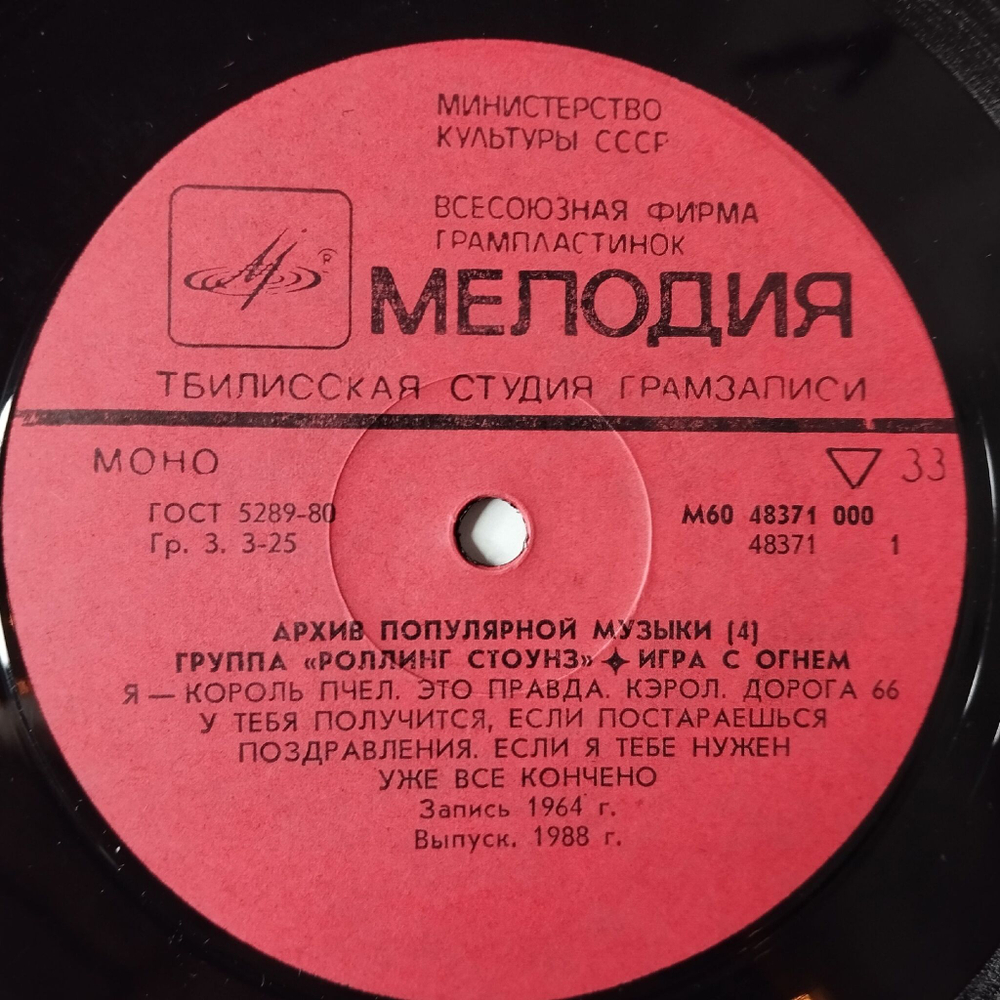 МИНИСТЕРСТВО
КУЛЬТУРЫ СССР
ВСЕСОЮЗНАЯ ФИРМА
ГРАМПЛАСТИНОК
МЕЛОДИЯ
®
ТБИЛИССКАЯ СТУДИЯ ГРАМЗАПИСИ
МОНО
33
ГОСТ 5289-80
М60 48371 000
Гр. 3. 3-25
48371 1
АРХИВ ПОПУЛЯРНОЙ МУЗЫКИ (4)
ГРУППА «РОЛЛИНГ СТОУНЗ» ✦ ИГРА С ОГНЕМ
Я — КОРОЛЬ ПЧЕЛ. ЭТО ПРАВДА. КЭРОЛ. ДОРОГА 66
У ТЕБЯ ПОЛУЧИТСЯ, ЕСЛИ ПОСТАРАЕШЬСЯ
ПОЗДРАВЛЕНИЯ. ЕСЛИ Я ТЕБЕ НУЖЕН
УЖЕ ВСЕ КОНЧЕНО
Запись 1964 г.
Выпуск. 1988 г.